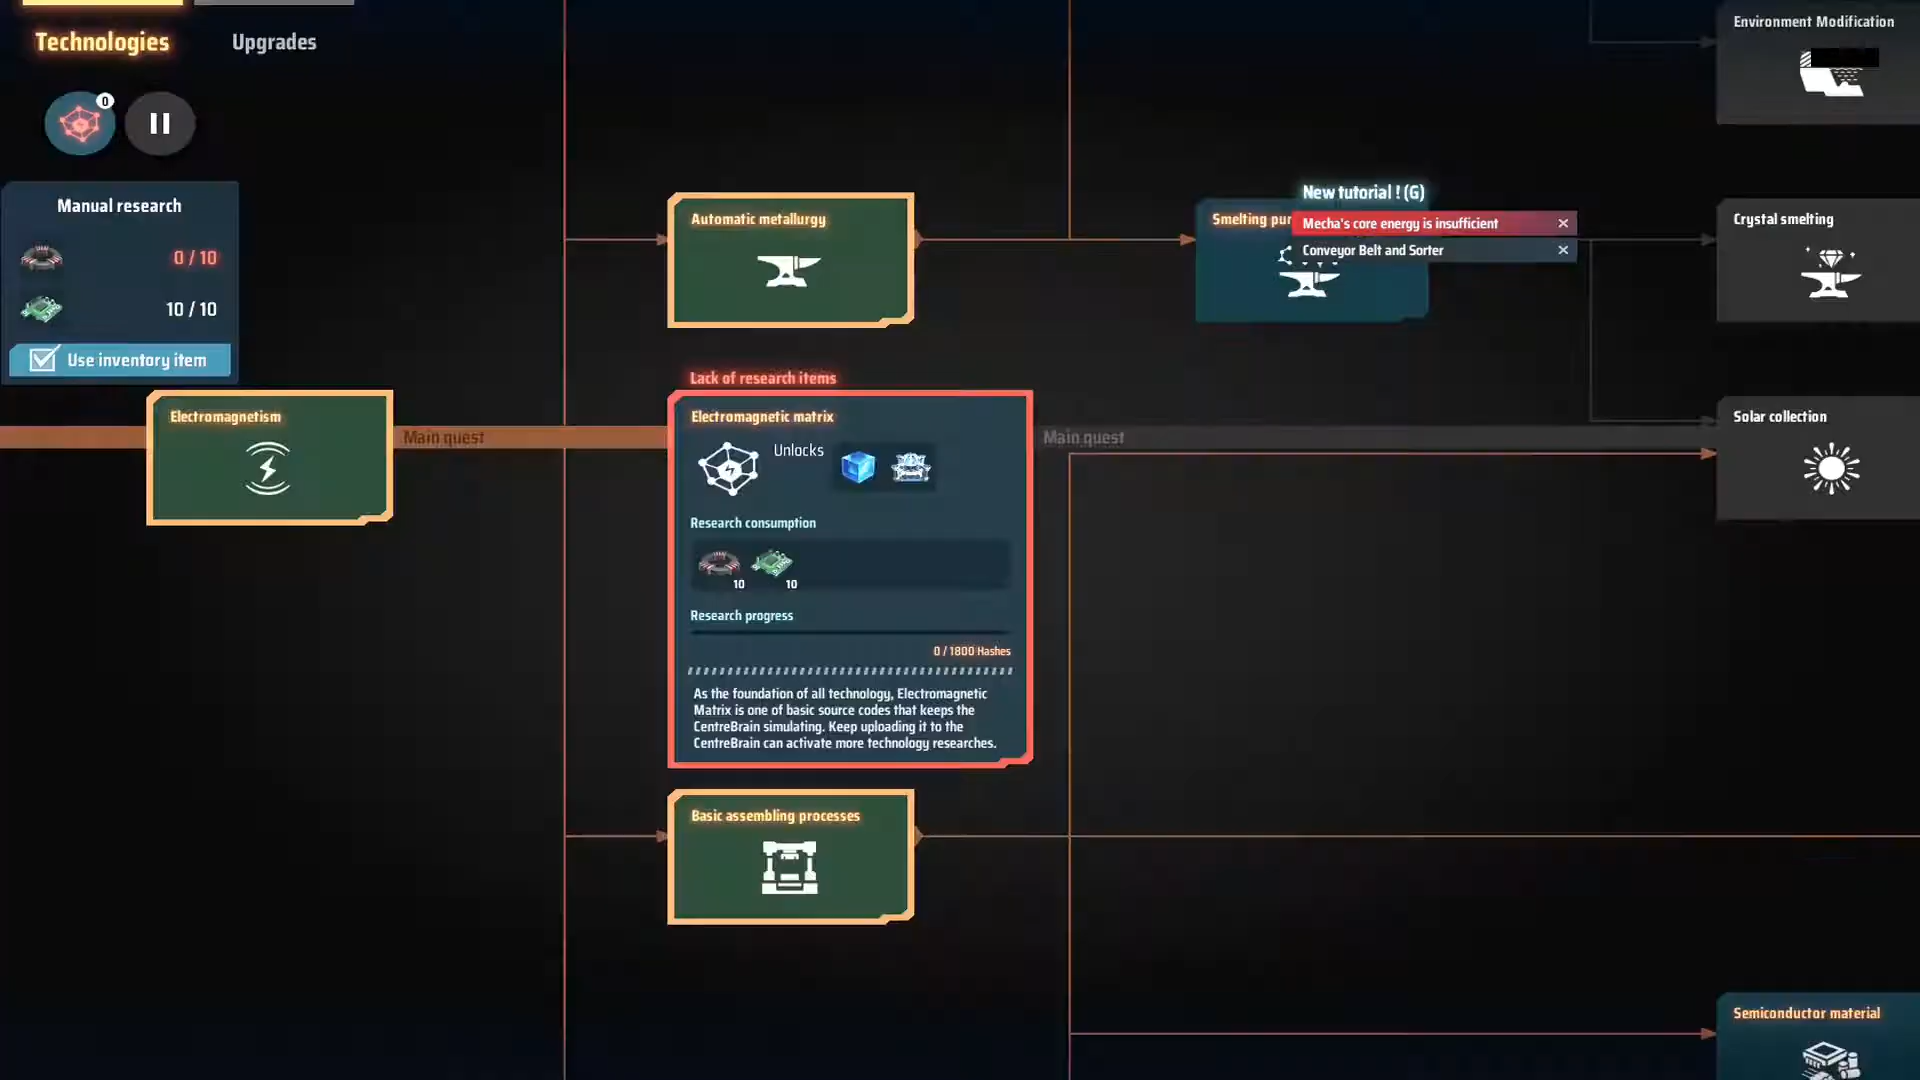 Technologies
Upgrades
0
Manual research
0 / 10
10 / 10
Use inventory item
Electromagnetism
Main quest
Automatic metallurgy
Lack of research items
Electromagnetic matrix
Unlocks
Research consumption
10
10
Research progress
0 / 1800 Hashes
As the foundation of all technology, Electromagnetic
Matrix is one of basic source codes that keeps the
CentreBrain simulating. Keep uploading it to the
CentreBrain can activate more technology researches.
Basic assembling processes
Main quest
New tutorial ! (G)
Smelting pur
Mecha's core energy is insufficient
Conveyor Belt and Sorter
Environment Modification
Crystal smelting
Solar collection
Semiconductor material